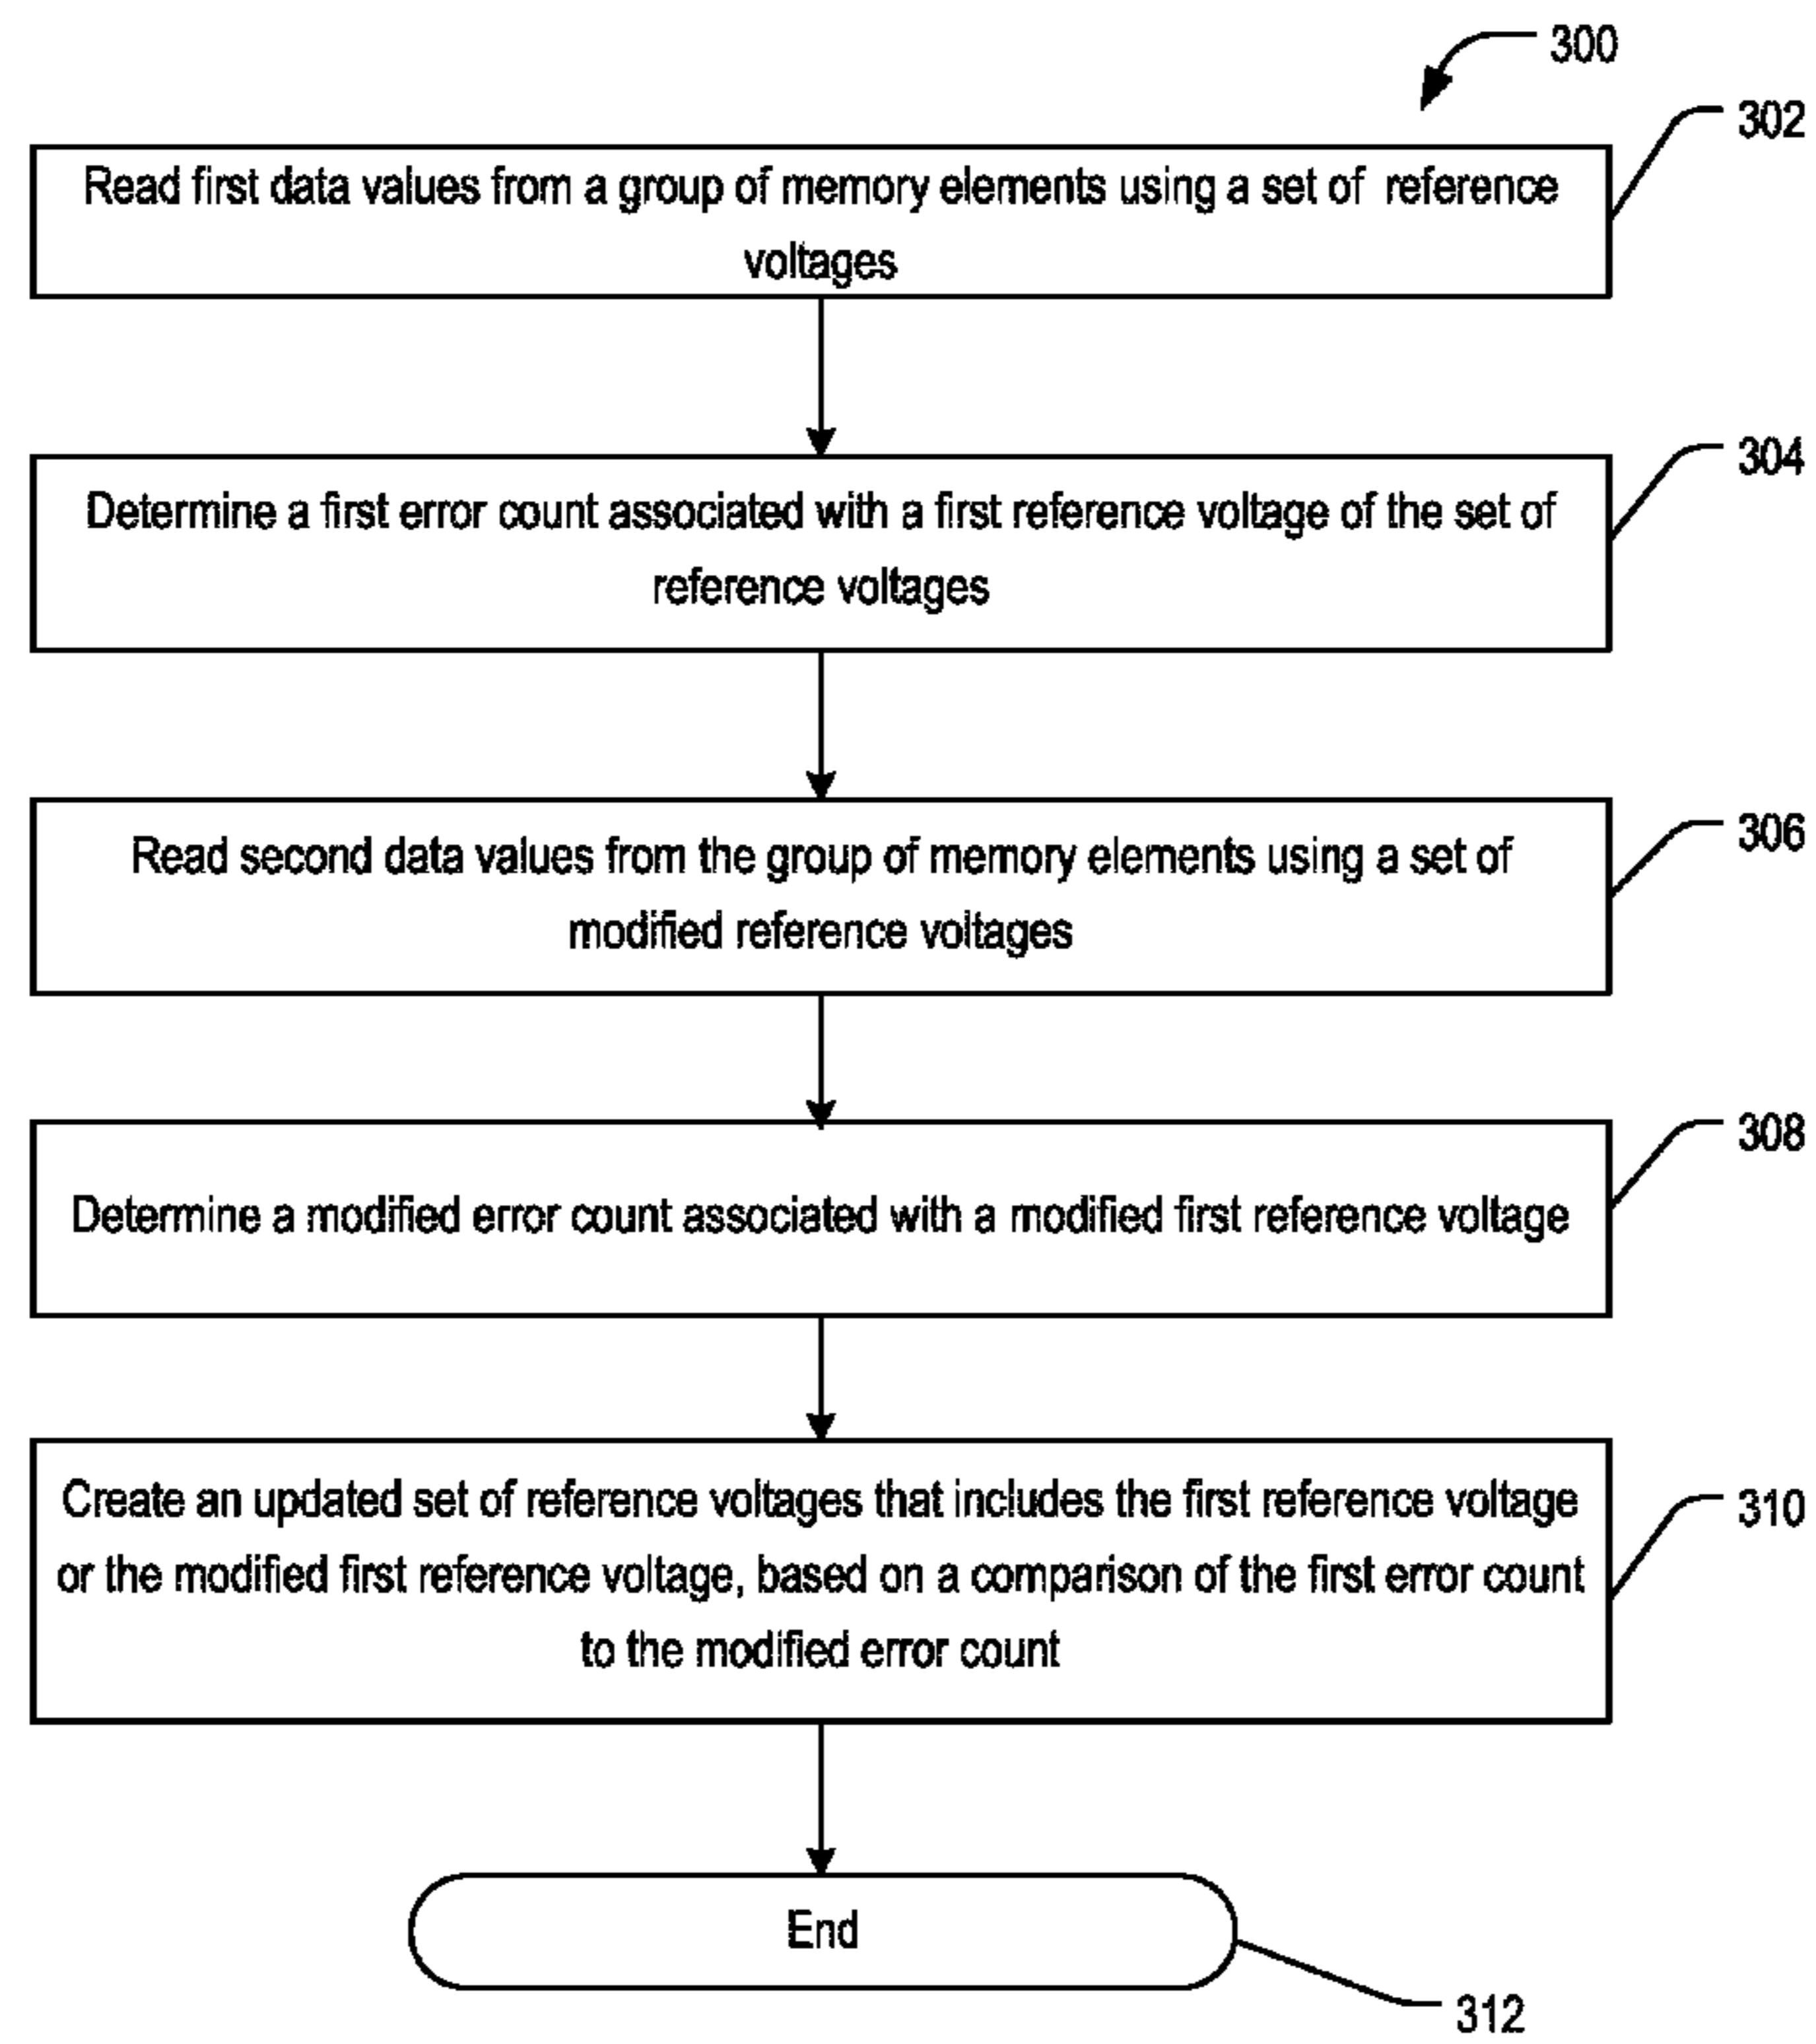 300
302
Read first data values from a group of memory elements using a set of reference
voltages
304
Determine a first error count associated with a first reference voltage of the set of
reference voltages
306
Read second data values from the group of memory elements using a set of
modified reference voltages
308
Determine a modified error count associated with a modified first reference voltage
310
Create an updated set of reference voltages that includes the first reference voltage
or the modified first reference voltage, based on a comparison of the first error count
to the modified error count
End
312